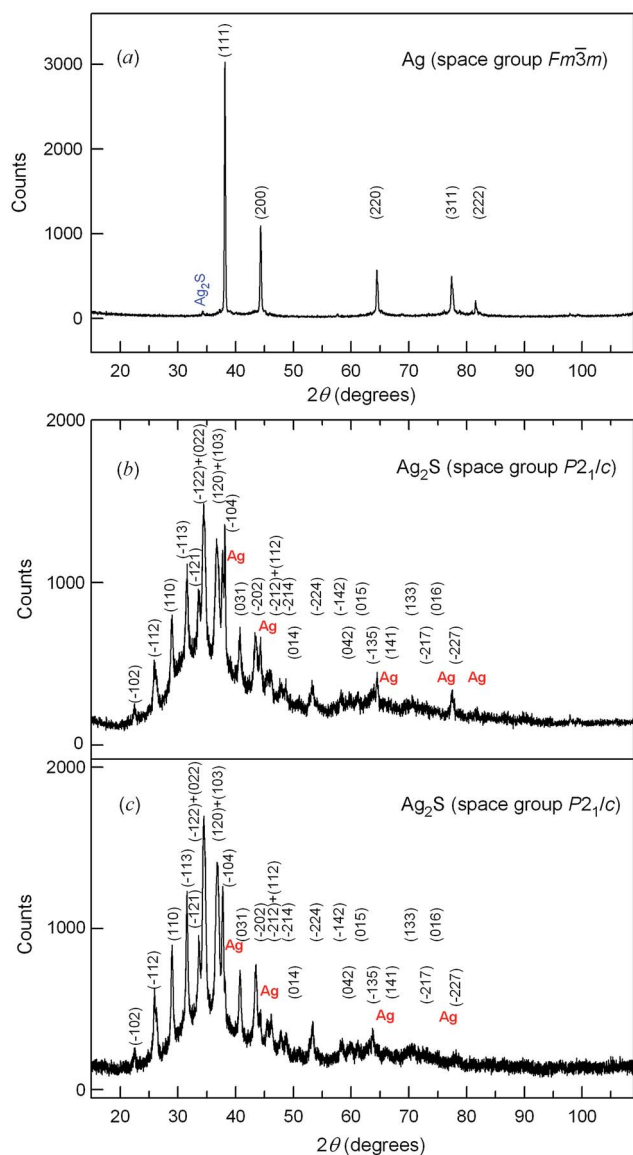 (a)
Ag (space group Fm3̅m)
Counts
3000
2000
1000
0
Ag₂S
(111)
(200)
(220)
(311)
(222)
20 30 40 50 60 70 80 90 100
2θ (degrees)
(b)
Ag₂S (space group P2₁/c)
Counts
2000
1000
0
(-102)
(-112)
(110)
(-113)
(-121)
(-122)+(022)
(120)+(103)
(-104)
Ag
(031)
(-202)
Ag
(-212)+(112)
(-214)
(014)
(-224)
(-142)
(042)
(015)
(-135)
Ag
(141)
(133)
(-217)
(016)
Ag
(-227)
Ag
(c)
Ag₂S (space group P2₁/c)
Counts
2000
1000
0
(-102)
(-112)
(110)
(-113)
(-121)
(-122)+(022)
(120)+(103)
(-104)
Ag
(031)
(-202)
Ag
(-212)+(112)
(-214)
(014)
(-224)
(-142)
(042)
(015)
(-135)
Ag
(141)
(133)
(-217)
(016)
Ag
(-227)
20 30 40 50 60 70 80 90 100
2θ (degrees)